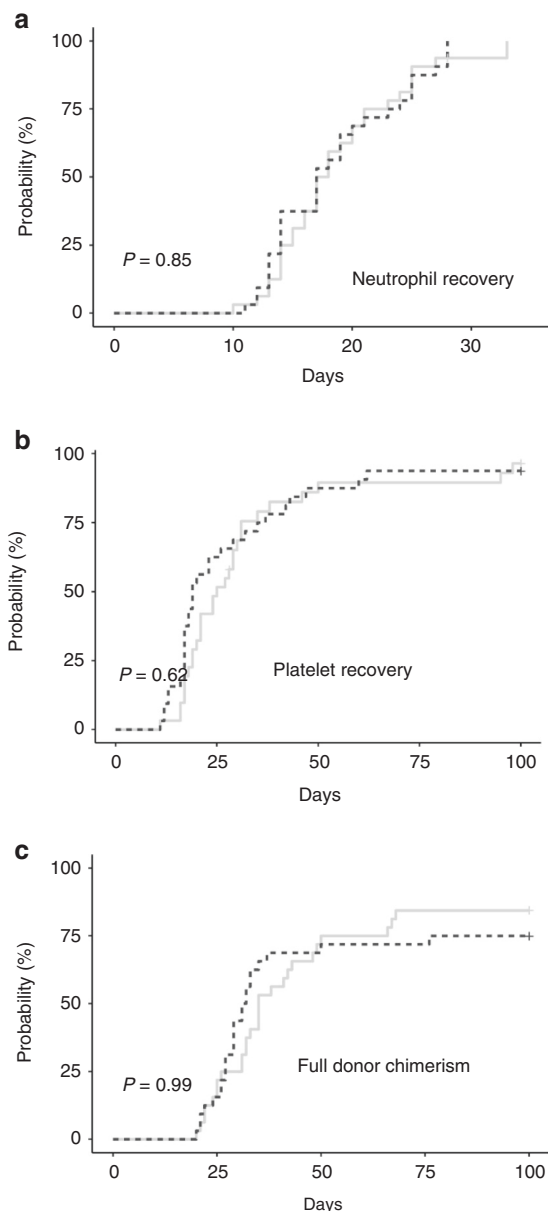 a
100
75
50
25
0
Probability (%)
P = 0.85
Neutrophil recovery
0 10 20 30
Days
b
100
75
50
25
0
Probability (%)
P = 0.62
Platelet recovery
0 25 50 75 100
Days
c
100
75
50
25
0
Probability (%)
P = 0.99
Full donor chimerism
0 25 50 75 100
Days